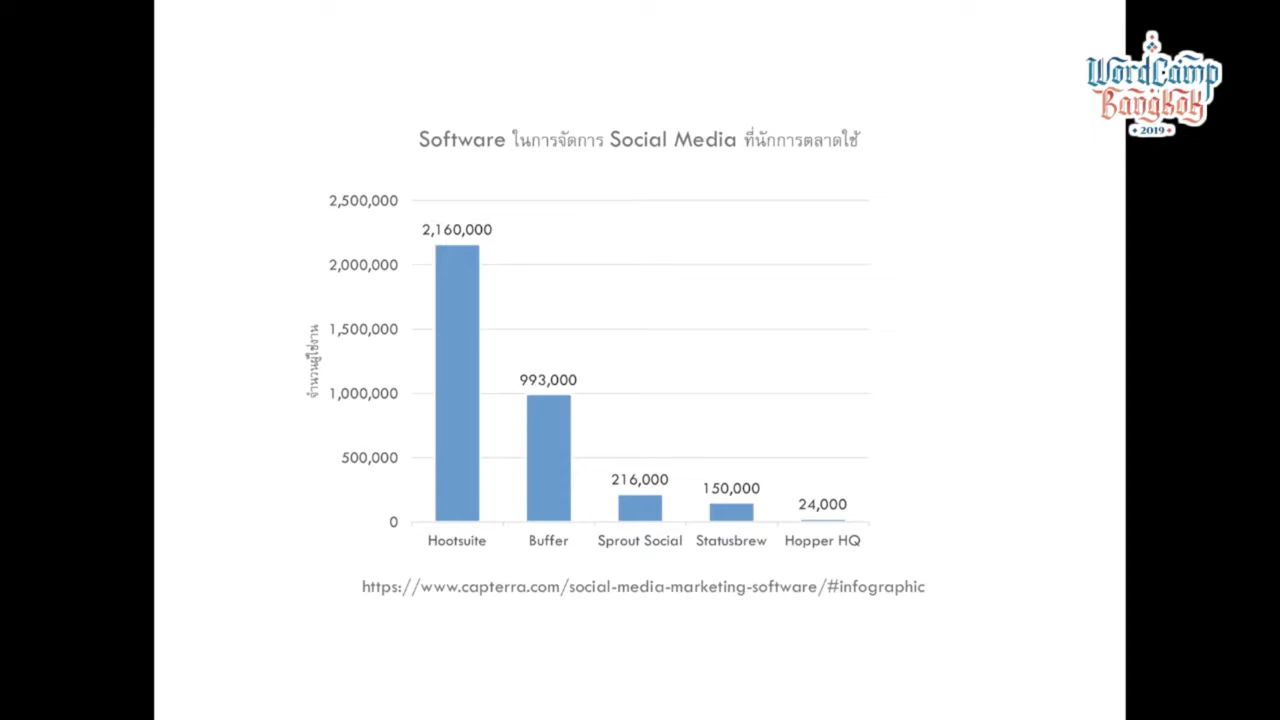 WordCamp
Bangkok
2019
Software ในการจัดการ Social Media ที่นักการตลาดใช้
2,500,000
2,000,000
1,500,000
1,000,000
500,000
0
จำนวนผู้ใช้งาน
2,160,000
993,000
216,000
150,000
24,000
Hootsuite
Buffer
Sprout Social
Statusbrew
Hopper HQ
https://www.capterra.com/social-media-marketing-software/#infographic